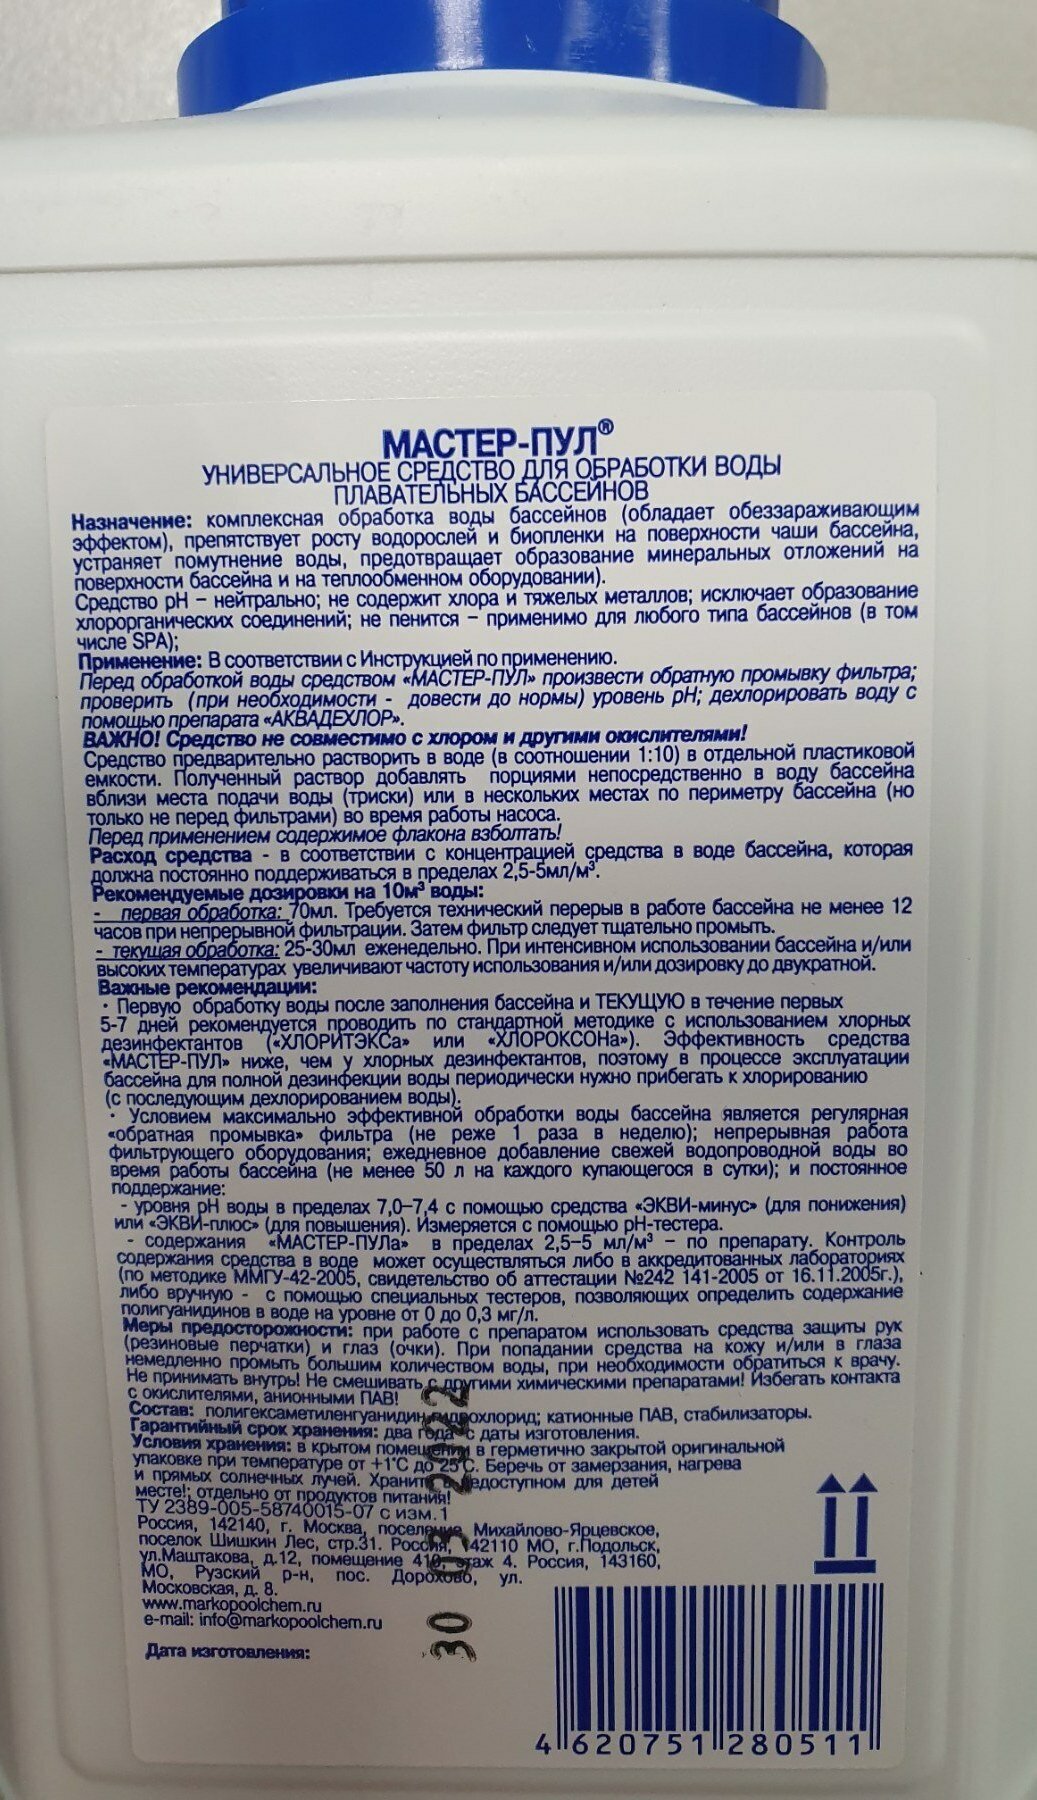 МАСТЕР-ПУЛ®
УНИВЕРСАЛЬНОЕ СРЕДСТВО ДЛЯ ОБРАБОТКИ ВОДЫ
ПЛАВАТЕЛЬНЫХ БАССЕЙНОВ
Назначение: комплексная обработка воды бассейнов (обладает обеззараживающим
эффектом), препятствует росту водорослей и биопленки на поверхности чаши бассейна,
устраняет помутнение воды, предотвращает образование минеральных отложений на
поверхности бассейна и на теплообменном оборудовании).
Средство pH – нейтрально; не содержит хлора и тяжелых металлов; исключает образование
хлорорганических соединений; не пенится – применимо для любого типа бассейнов (в том
числе SPA);
Применение: В соответствии с Инструкцией по применению.
Перед обработкой воды средством «МАСТЕР-ПУЛ» произвести обратную промывку фильтра;
проверить (при необходимости - довести до нормы) уровень pH; дехлорировать воду с
помощью препарата «АКВАДЕХЛОР».
ВАЖНО! Средство не совместимо с хлором и другими окислителями!
Средство предварительно растворить в воде (в соотношении 1:10) в отдельной пластиковой
емкости. Полученный раствор добавлять порциями непосредственно в воду бассейна
вблизи места подачи воды (триски) или в нескольких местах по периметру бассейна (но
только не перед фильтрами) во время работы насоса.
Перед применением содержимое флакона взболтать!
Расход средства - в соответствии с концентрацией средства в воде бассейна, которая
должна постоянно поддерживаться в пределах 2,5-5мл/м³.
Рекомендуемые дозировки на 10м³ воды:
- первая обработка: 70мл. Требуется технический перерыв в работе бассейна не менее 12
часов при непрерывной фильтрации. Затем фильтр следует тщательно промыть.
- текущая обработка: 25-30мл еженедельно. При интенсивном использовании бассейна и/или
высоких температурах увеличивают частоту использования и/или дозировку до двукратной.
Важные рекомендации:
· Первую обработку воды после заполнения бассейна и ТЕКУЩУЮ в течение первых
5-7 дней рекомендуется проводить по стандартной методике с использованием хлорных
дезинфектантов («ХЛОРИТЭКСа» или «ХЛОРОКСОНа»). Эффективность средства
«МАСТЕР-ПУЛ» ниже, чем у хлорных дезинфектантов, поэтому в процессе эксплуатации
бассейна для полной дезинфекции воды периодически нужно прибегать к хлорированию
(с последующим дехлорированием воды).
· Условием максимально эффективной обработки воды бассейна является регулярная
«обратная промывка» фильтра (не реже 1 раза в неделю); непрерывная работа
фильтрующего оборудования; ежедневное добавление свежей водопроводной воды во
время работы бассейна (не менее 50 л на каждого купающегося в сутки); и постоянное
поддержание:
- уровня pH воды в пределах 7,0–7,4 с помощью средства «ЭКВИ-минус» (для понижения)
или «ЭКВИ-плюс» (для повышения). Измеряется с помощью pH-тестера.
- содержания «МАСТЕР-ПУЛа» в пределах 2,5–5 мл/м³ – по препарату. Контроль
содержания средства в воде может осуществляться либо в аккредитованных лабораториях
(по методике ММГУ-42-2005, свидетельство об аттестации №242 141-2005 от 16.11.2005г.),
либо вручную - с помощью специальных тестеров, позволяющих определить содержание
полигуанидинов в воде на уровне от 0 до 0,3 мг/л.
Меры предосторожности: при работе с препаратом использовать средства защиты рук
(резиновые перчатки) и глаз (очки). При попадании средства на кожу и/или в глаза
немедленно промыть большим количеством воды, при необходимости обратиться к врачу.
Не принимать внутрь! Не смешивать с другими химическими препаратами! Избегать контакта
с окислителями, анионными ПАВ!
Состав: полигексаметиленгуанидин гидрохлорид; катионные ПАВ, стабилизаторы.
Гарантийный срок хранения: два года с даты изготовления.
Условия хранения: в крытом помещении в герметично закрытой оригинальной
упаковке при температуре от +1°С до 25°С. Беречь от замерзания, нагрева
и прямых солнечных лучей. Хранить в недоступном для детей
месте!; отдельно от продуктов питания!
ТУ 2389-005-58740015-07 с изм.1
Россия, 142140, г. Москва, поселение Михайлово-Ярцевское,
поселок Шишкин Лес, стр.31. Россия, 142110 МО, г.Подольск,
ул.Маштакова, д.12, помещение 416, этаж 4. Россия, 143160,
МО, Рузский р-н, пос. Дорохово, ул.
Московская, д. 8.
www.markopoolchem.ru
e-mail: info@markopoolchem.ru
Дата изготовления:
30 03 2022
4 620751 280511